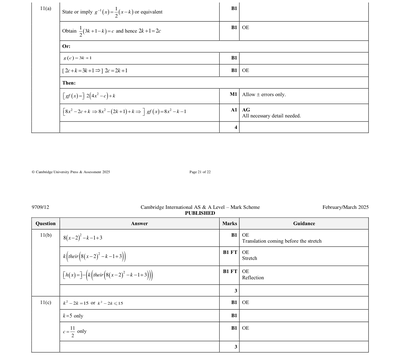 11(a)
State or imply g⁻¹(x) = 1/2 (x − k) or equivalent
B1
Obtain 1/2 (3k + 1 − k) = c and hence 2k + 1 = 2c
B1
OE
Or:
g(c) = 3k + 1
B1
[2c + k = 3k + 1 ⇒] 2c = 2k + 1
B1
OE
Then:
[gf(x) =] 2(4x² − c) + k
M1
Allow ± errors only.
[8x² − 2c + k ⇒ 8x² − (2k + 1) + k ⇒] gf(x) = 8x² − k − 1
A1
AG
All necessary detail needed.
4
© Cambridge University Press & Assessment 2025
Page 21 of 22
9709/12
Cambridge International AS & A Level – Mark Scheme
February/March 2025
PUBLISHED
Question
Answer
Marks
Guidance
11(b)
8(x − 2)² − k − 1 + 3
B1
OE
Translation coming before the stretch
k(their(8(x − 2)² − k − 1 + 3))
B1 FT
OE
Stretch
[h(x) =] −(k(their(8(x − 2)² − k − 1 + 3)))
B1 FT
OE
Reflection
3
11(c)
k² − 2k = 15 or k² − 2k ≤ 15
B1
OE
k = 5 only
B1
c = 11/2 only
B1
OE
3